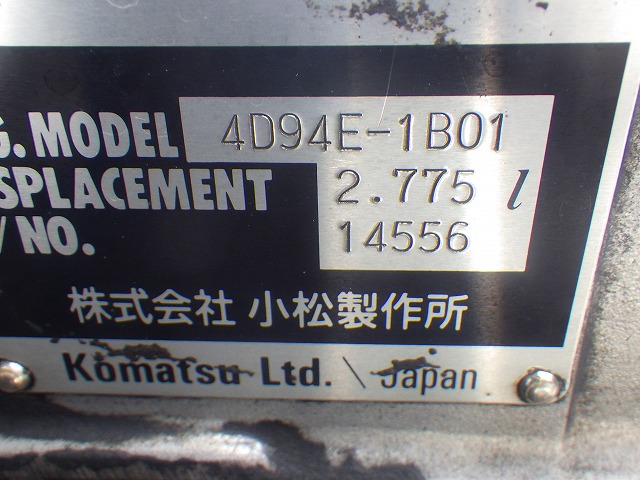 G. MODEL 4D94E-1B01
SPLACEMENT 2.775 l
/ NO. 14556
株式会社 小松製作所
Komatsu Ltd. \ Japan